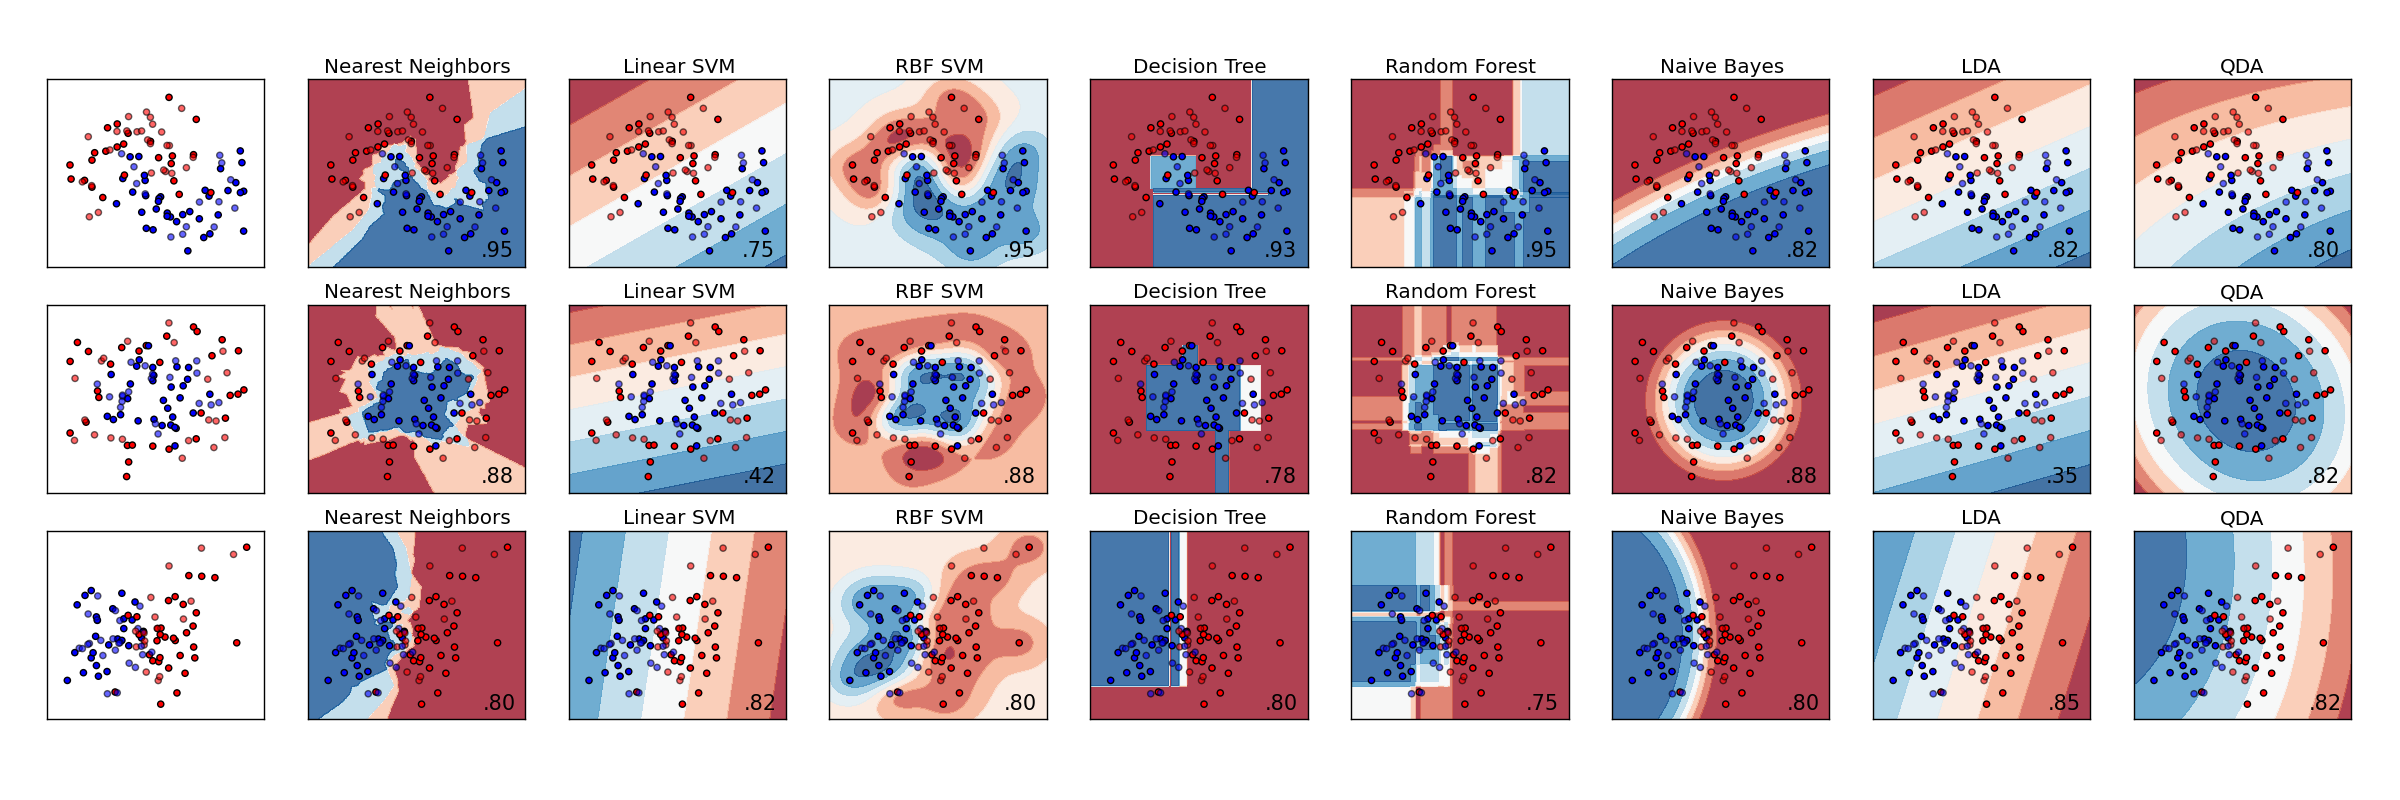 Nearest Neighbors Linear SVM RBF SVM Decision Tree Random Forest Naive Bayes LDA QDA
.95 .75 .95 .93 .95 .82 .82 .80
Nearest Neighbors Linear SVM RBF SVM Decision Tree Random Forest Naive Bayes LDA QDA
.88 .42 .88 .78 .82 .88 .35 .82
Nearest Neighbors Linear SVM RBF SVM Decision Tree Random Forest Naive Bayes LDA QDA
.80 .82 .80 .80 .75 .80 .85 .82